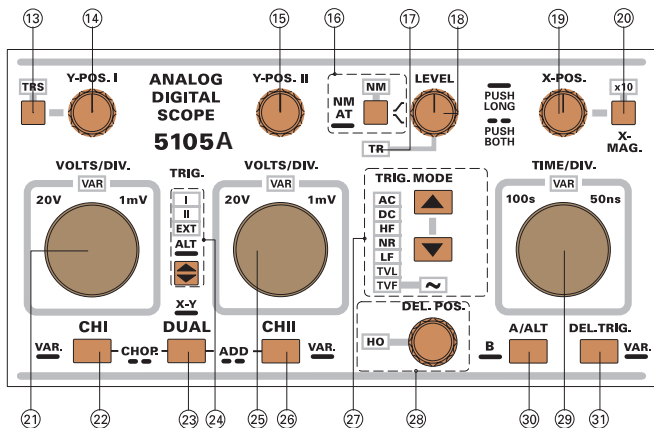 13 14 15 16 17 18 19 20
TRS
Y-POS. I
ANALOG
DIGITAL
SCOPE
5105A
Y-POS. II
NM
AT
NM
LEVEL
TR
PUSH
LONG
PUSH
BOTH
X-POS.
x10
X-
MAG.
VOLTS/DIV.
VAR
20V 1mV
TRIG.
I
II
EXT
ALT
VOLTS/DIV.
VAR
20V 1mV
TRIG. MODE
AC
DC
HF
NR
LF
TVL
TVF
~
TIME/DIV.
VAR
100s 50ns
X-Y
CHI DUAL CHII
VAR. CHOP. ADD VAR.
DEL. POS.
HO
A/ALT
B
DEL.TRIG.
VAR.
21 22 23 24 25 26 27 28 30 29 31